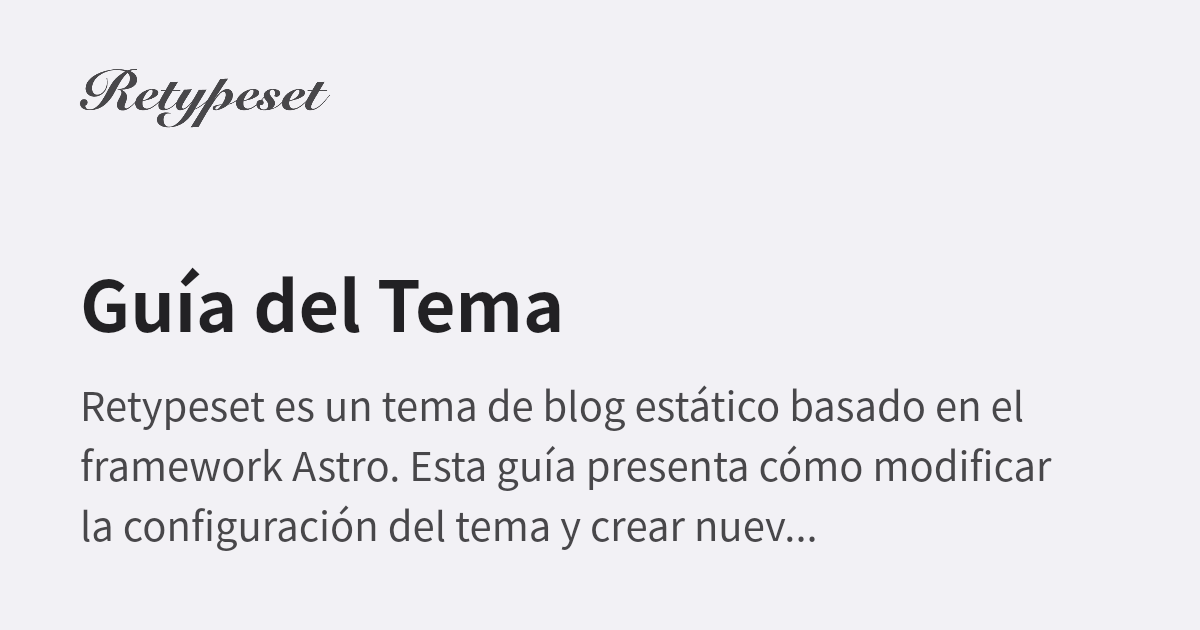 Retypeset
Guía del Tema
Retypeset es un tema de blog estático basado en el
framework Astro. Esta guía presenta cómo modificar
la configuración del tema y crear nuev...